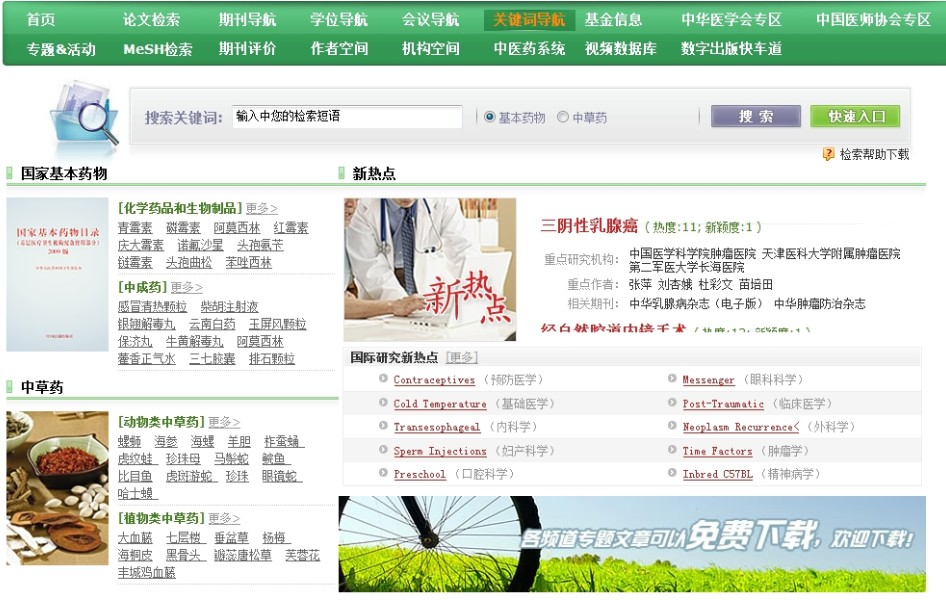 首页 论文检索 期刊导航 学位导航 会议导航 关键词导航 基金信息 中华医学会专区 中国医师协会专区
专题&活动 MeSH检索 期刊评价 作者空间 机构空间 中医药系统 视频数据库 数字出版快车道
搜索关键词: 输入中您的检索短语 基本药物 中草药 搜 索 快速入口
检索帮助下载
国家基本药物
国家基本药物目录
2009 版
[化学药品和生物制品] 更多>
青霉素 磺霉素 阿莫西林 红霉素
庆大霉素 诺氟沙星 头孢氨苄
链霉素 头孢曲松 苯唑西林
[中成药] 更多>
感冒清热颗粒 柴胡注射液
银翘解毒丸 云南白药 玉屏风颗粒
保济丸 牛黄解毒丸 阿莫西林
藿香正气水 三七胶囊 排石颗粒
中草药
[动物类中草药] 更多>
螺蛳 海参 海螺 羊胆 柞蚕蛹
虎纹蛙 珍珠母 马鬃蛇 鲩鱼
比目鱼 虎斑游蛇 珍珠 眼镜蛇
哈士蟆
[植物类中草药] 更多>
大血藤 七层楼 垂盆草 杨梅
海桐皮 黑骨头 瓣蕊唐松草 芙蓉花
丰城鸡血藤
新热点
新热点
三阴性乳腺癌 ( 热度:11; 新颖度:1 )
重点研究机构: 中国医学科学院肿瘤医院 天津医科大学附属肿瘤医院
第二军医大学长海医院
重点作者: 张萍 刘杏娥 杜彩文 苗培田
相关期刊: 中华乳腺病杂志（电子版） 中华肿瘤防治杂志
经自然腔道内镜手术 ( 热度:12; 新颖度:1 )
国际研究新热点 [更多]
Contraceptives （预防医学） Messenger （眼科科学）
Cold Temperature （基础医学） Post-Traumatic （临床医学）
Transesophageal （内科学） Neoplasm Recurrence< （外科学）
Sperm Injections （妇产科学） Time Factors （肿瘤学）
Preschool （口腔科学） Inbred C57BL （精神病学）
各频道专题文章可以免费下载，欢迎下载!